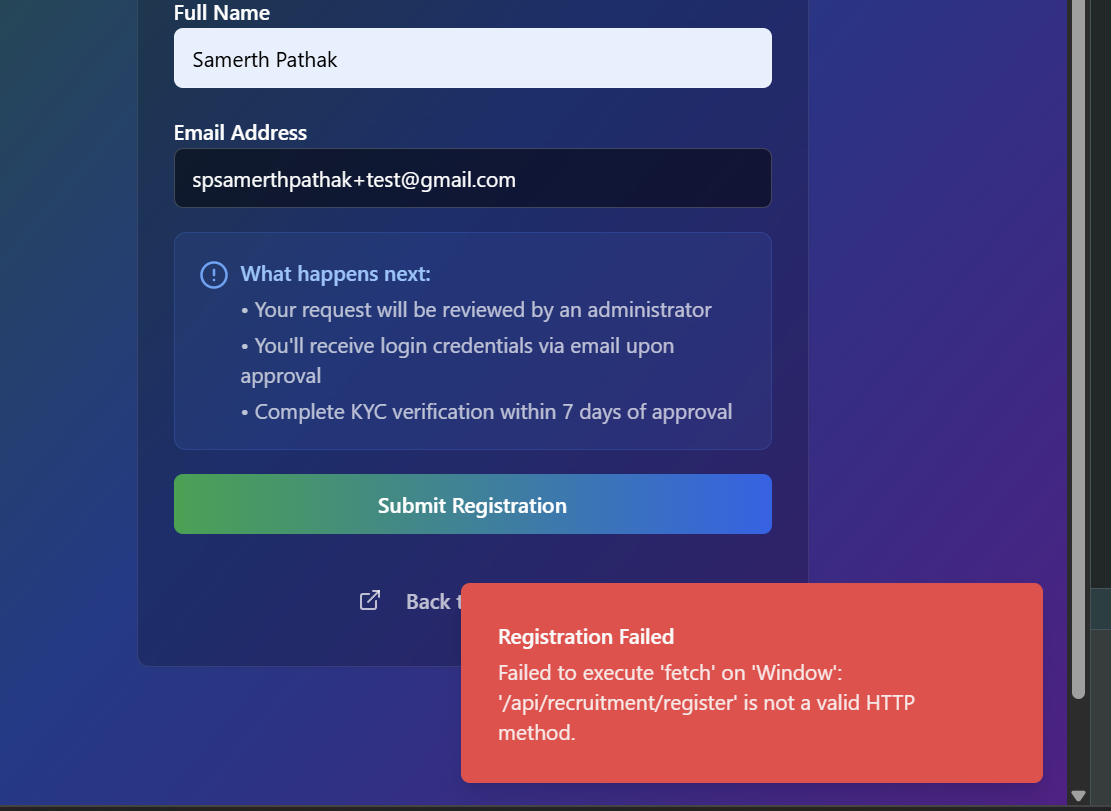 Full Name
Samerth Pathak
Email Address
spsamerthpathak+test@gmail.com
What happens next:
• Your request will be reviewed by an administrator
• You'll receive login credentials via email upon
approval
• Complete KYC verification within 7 days of approval
Submit Registration
Back
Registration Failed
Failed to execute 'fetch' on 'Window':
'/api/recruitment/register' is not a valid HTTP
method.